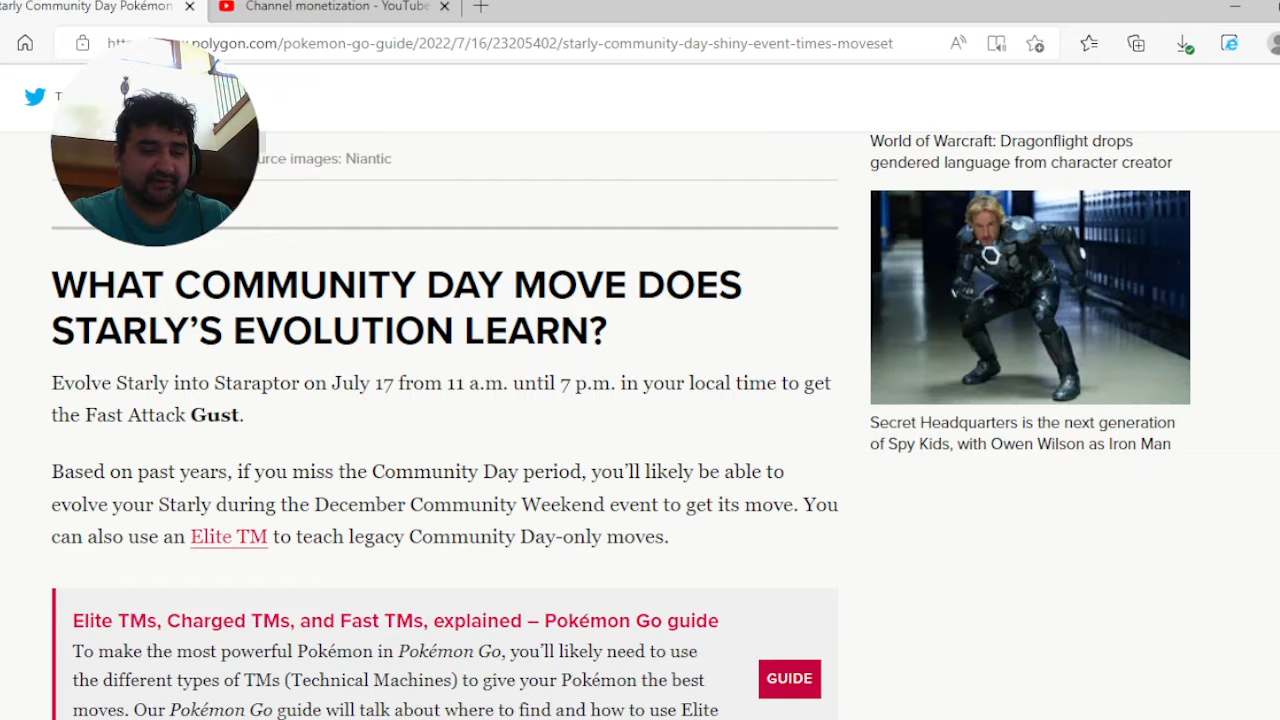 arly Community Day Pokémon
Channel monetization - YouTube
polygon.com/pokemon-go-guide/2022/7/16/23205402/starly-community-day-shiny-event-times-moveset
T
urce images: Niantic
World of Warcraft: Dragonflight drops
gendered language from character creator
WHAT COMMUNITY DAY MOVE DOES
STARLY’S EVOLUTION LEARN?
Evolve Starly into Staraptor on July 17 from 11 a.m. until 7 p.m. in your local time to get
the Fast Attack Gust.
Secret Headquarters is the next generation
of Spy Kids, with Owen Wilson as Iron Man
Based on past years, if you miss the Community Day period, you’ll likely be able to
evolve your Starly during the December Community Weekend event to get its move. You
can also use an Elite TM to teach legacy Community Day-only moves.
Elite TMs, Charged TMs, and Fast TMs, explained – Pokémon Go guide
To make the most powerful Pokémon in Pokémon Go, you’ll likely need to use
the different types of TMs (Technical Machines) to give your Pokémon the best
moves. Our Pokémon Go guide will talk about where to find and how to use Elite
GUIDE